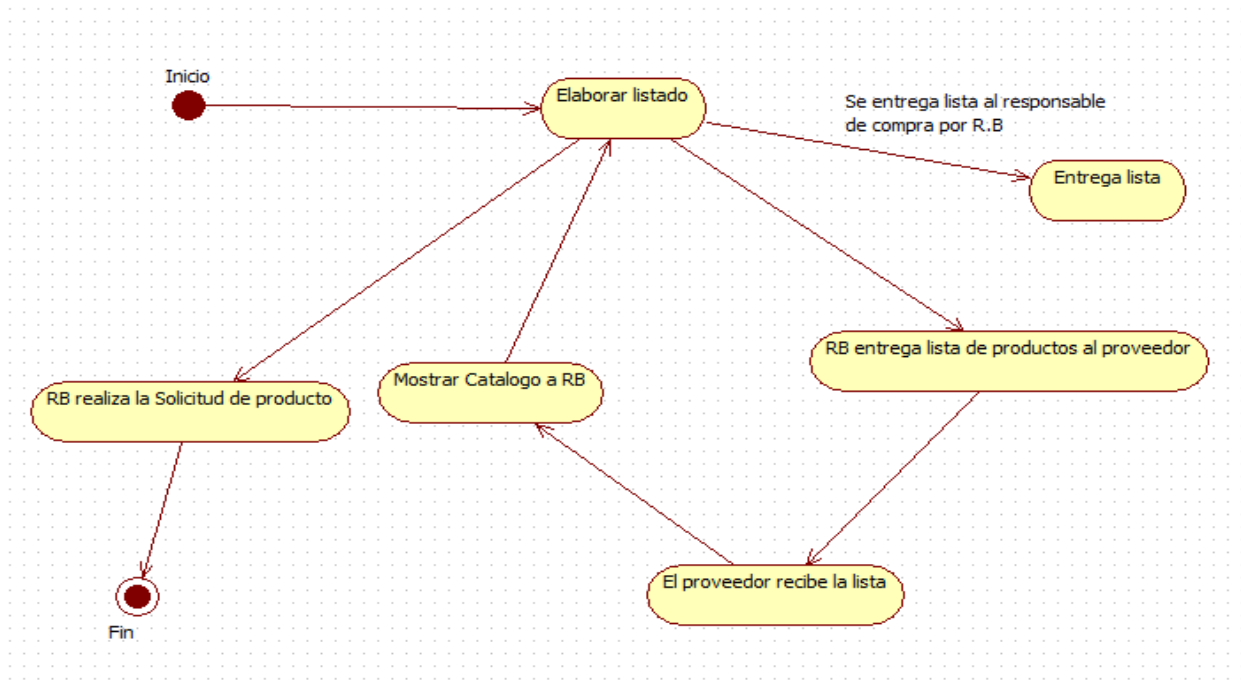 Inicio
Elaborar listado
Se entrega lista al responsable
de compra por R.B
Entrega lista
RB entrega lista de productos al proveedor
Mostrar Catalogo a RB
RB realiza la Solicitud de producto
El proveedor recibe la lista
Fin